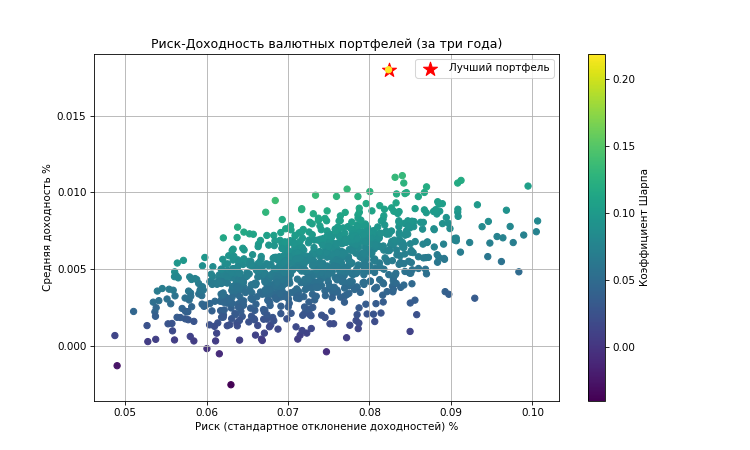 Риск-Доходность валютных портфелей (за три года)
Лучший портфель
Средняя доходность %
0.015
0.010
0.005
0.000
0.05 0.06 0.07 0.08 0.09 0.10
Риск (стандартное отклонение доходностей) %
0.20
0.15
0.10
0.05
0.00
Коэффициент Шарпа